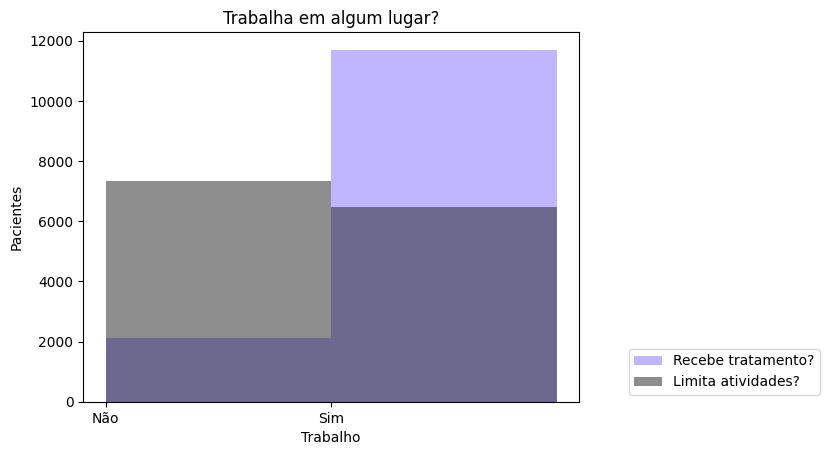 Trabalha em algum lugar?
12000
10000
8000
6000
4000
2000
0
Pacientes
Não
Sim
Trabalho
Recebe tratamento?
Limita atividades?